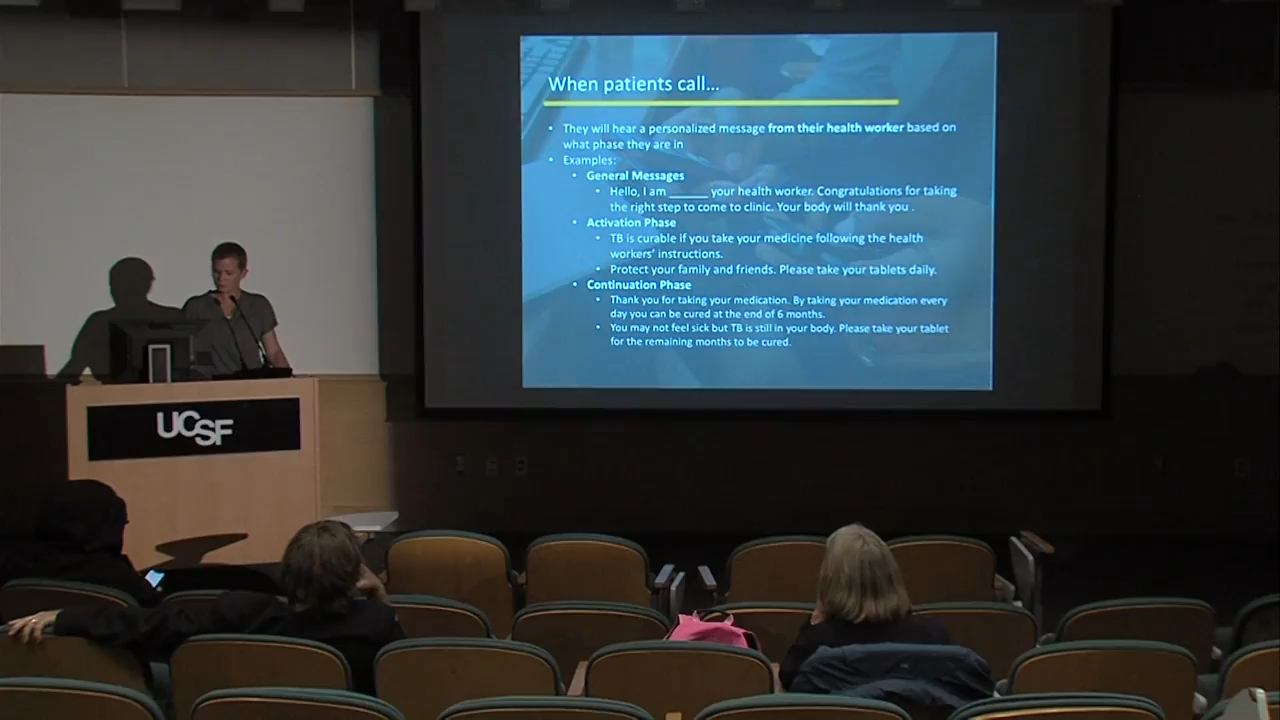 When patients call...
• They will hear a personalized message from their health worker based on
what phase they are in
• Examples:
• General Messages
• Hello, I am ______ your health worker. Congratulations for taking
the right step to come to clinic. Your body will thank you .
• Activation Phase
• TB is curable if you take your medicine following the health
workers' instructions.
• Protect your family and friends. Please take your tablets daily.
• Continuation Phase
• Thank you for taking your medication. By taking your medication every
day you can be cured at the end of 6 months.
• You may not feel sick but TB is still in your body. Please take your tablet
for the remaining months to be cured.
UCSF